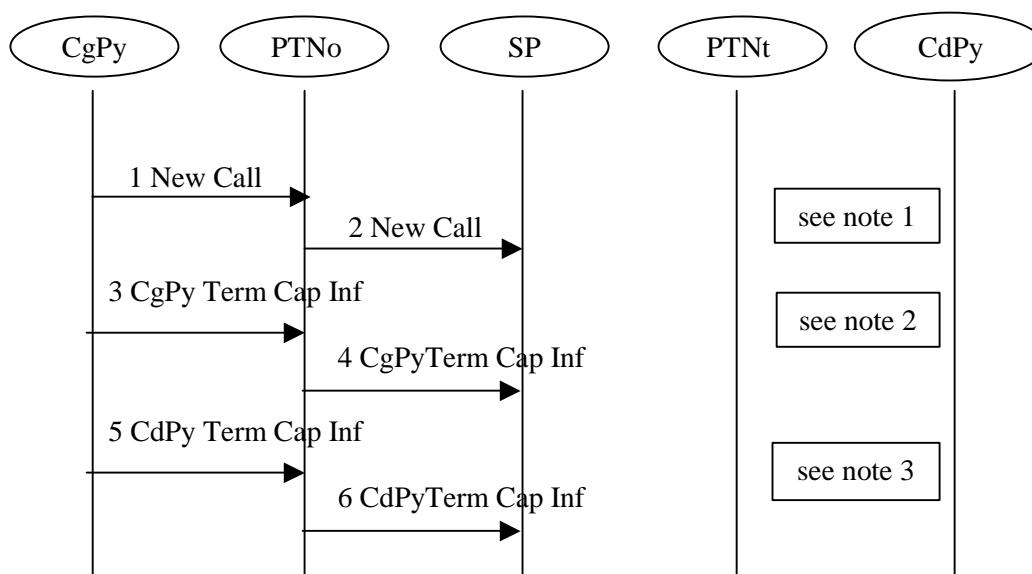 CgPy PTNo SP PTNt CdPy
1 New Call
see note 1
2 New Call
3 CgPy Term Cap Inf
see note 2
4 CgPyTerm Cap Inf
5 CdPy Term Cap Inf
see note 3
6 CdPyTerm Cap Inf